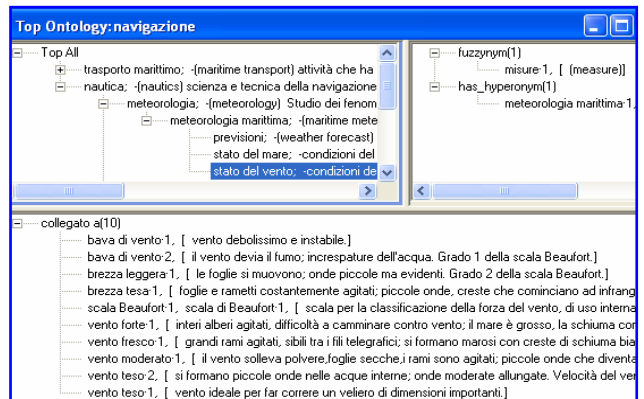 Top Ontology: navigazione
Top All
trasporto marittimo; -(maritime transport) attività che ha
nautica; -(nautics) scienza e tecnica della navigazione
meteorologia; -(meteorology) Studio dei fenom
meteorologia marittima; -(maritime mete
previsioni; -(weather forecast)
stato del mare; -condizioni del
stato del vento; -condizioni de
fuzzynym(1)
misure-1, [ (measure)]
has_hyperonym(1)
meteorologia marittima-1,
collegato a(10)
bava di vento-1, [ vento debolissimo e instabile.]
bava di vento-2, [ il vento devia il fumo; increspature dell'acqua. Grado 1 della scala Beaufort.]
brezza leggera-1, [ le foglie si muovono; onde piccole ma evidenti. Grado 2 della scala Beaufort.]
brezza tesa-1, [ foglie e rametti costantemente agitati; piccole onde, creste che cominciano ad infrang
scala Beaufort-1, scala di Beaufort-1, [ scala per la classificazione della forza del vento, di uso interna
vento forte-1, [ interi alberi agitati, difficoltà a camminare contro vento; il mare è grosso, la schiuma cor
vento fresco-1, [ grandi rami agitati, sibili tra i fili telegrafici; si formano marosi con creste di schiuma bia
vento moderato-1, [ il vento solleva polvere,foglie secche,i rami sono agitati; piccole onde che diventa
vento teso-2, [ si formano piccole onde nelle acque interne; onde moderate allungate. Velocità del ver
vento teso-1, [ vento ideale per far correre un veliero di dimensioni importanti.]